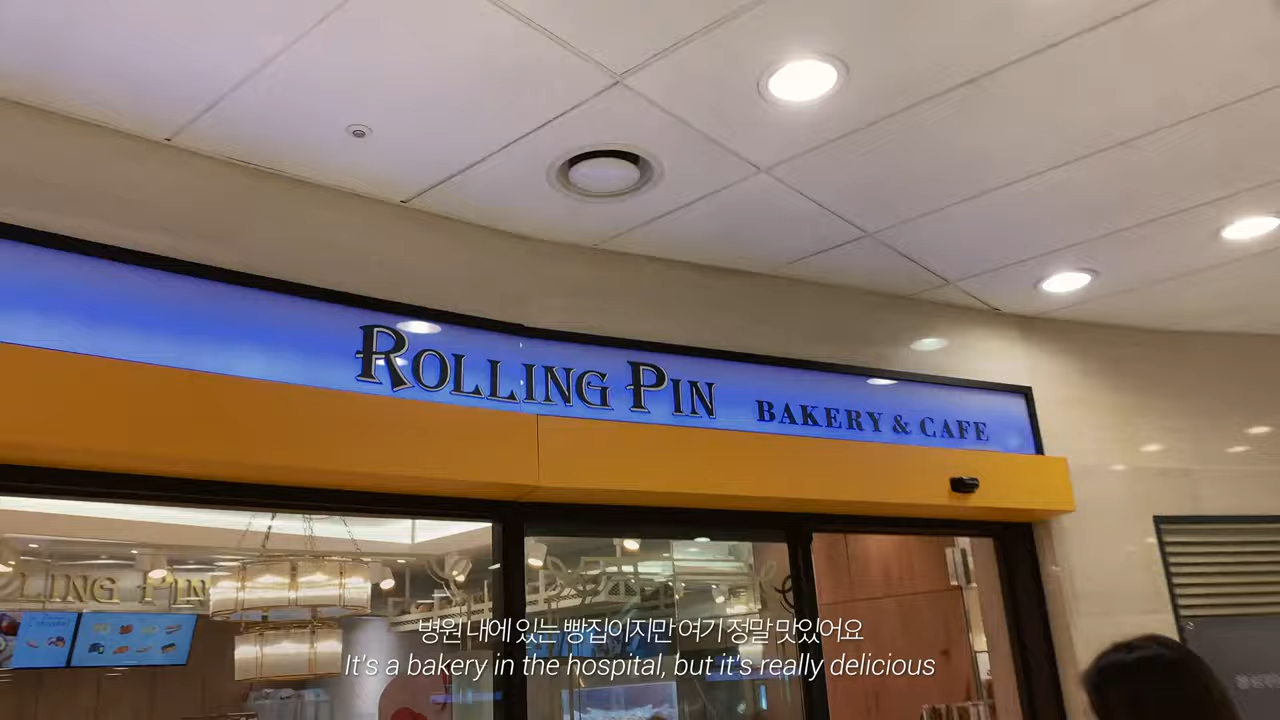 ROLLING PIN BAKERY & CAFE
LING PIN
병원 내에 있는 빵집이지만 여기 정말 맛있어요
It's a bakery in the hospital, but it's really delicious